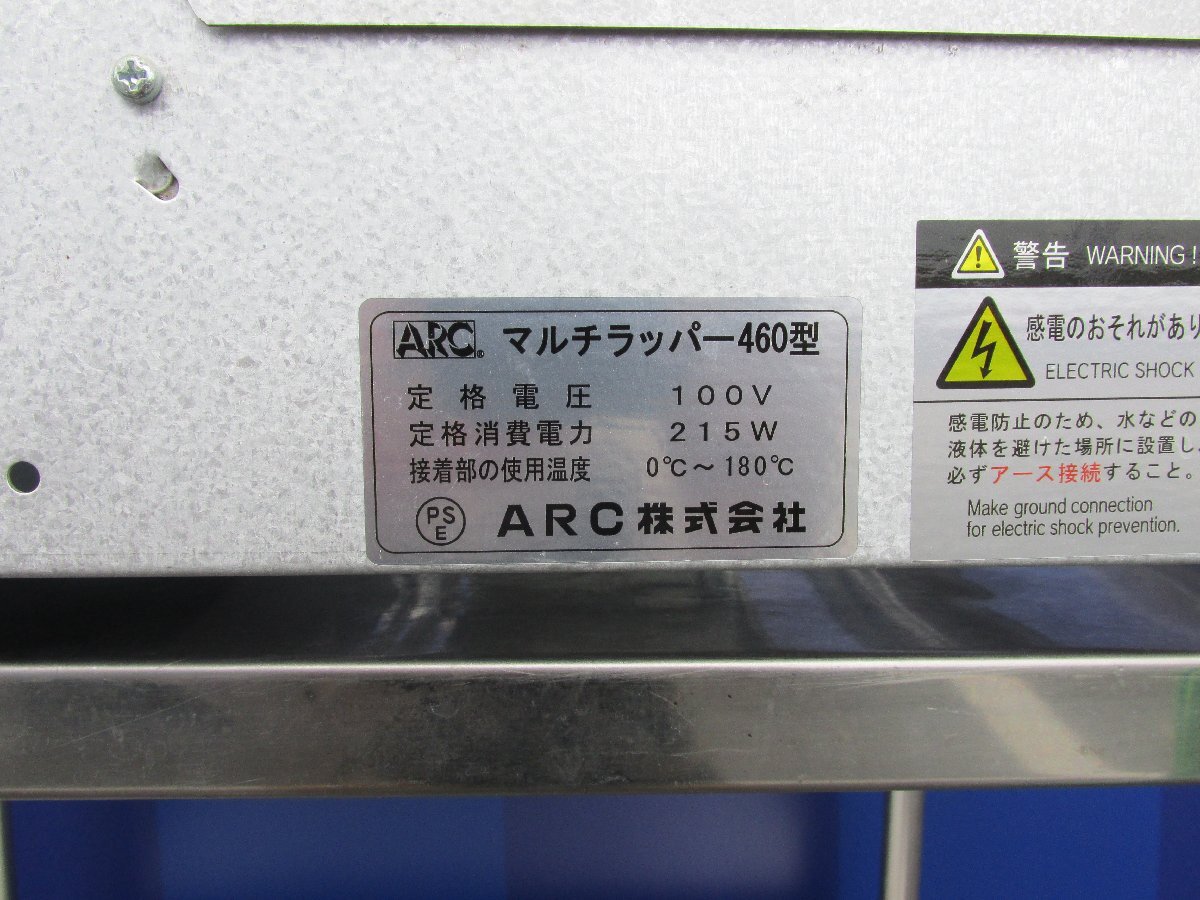 ARC® マルチラッパー460型
定格電圧 100V
定格消費電力 215W
接着部の使用温度 0℃～180℃
PS
E
ARC株式会社
警告 WARNING!
感電のおそれがあり
ELECTRIC SHOCK
感電防止のため、水などの
液体を避けた場所に設置し、
必ずアース接続すること。
Make ground connection
for electric shock prevention.